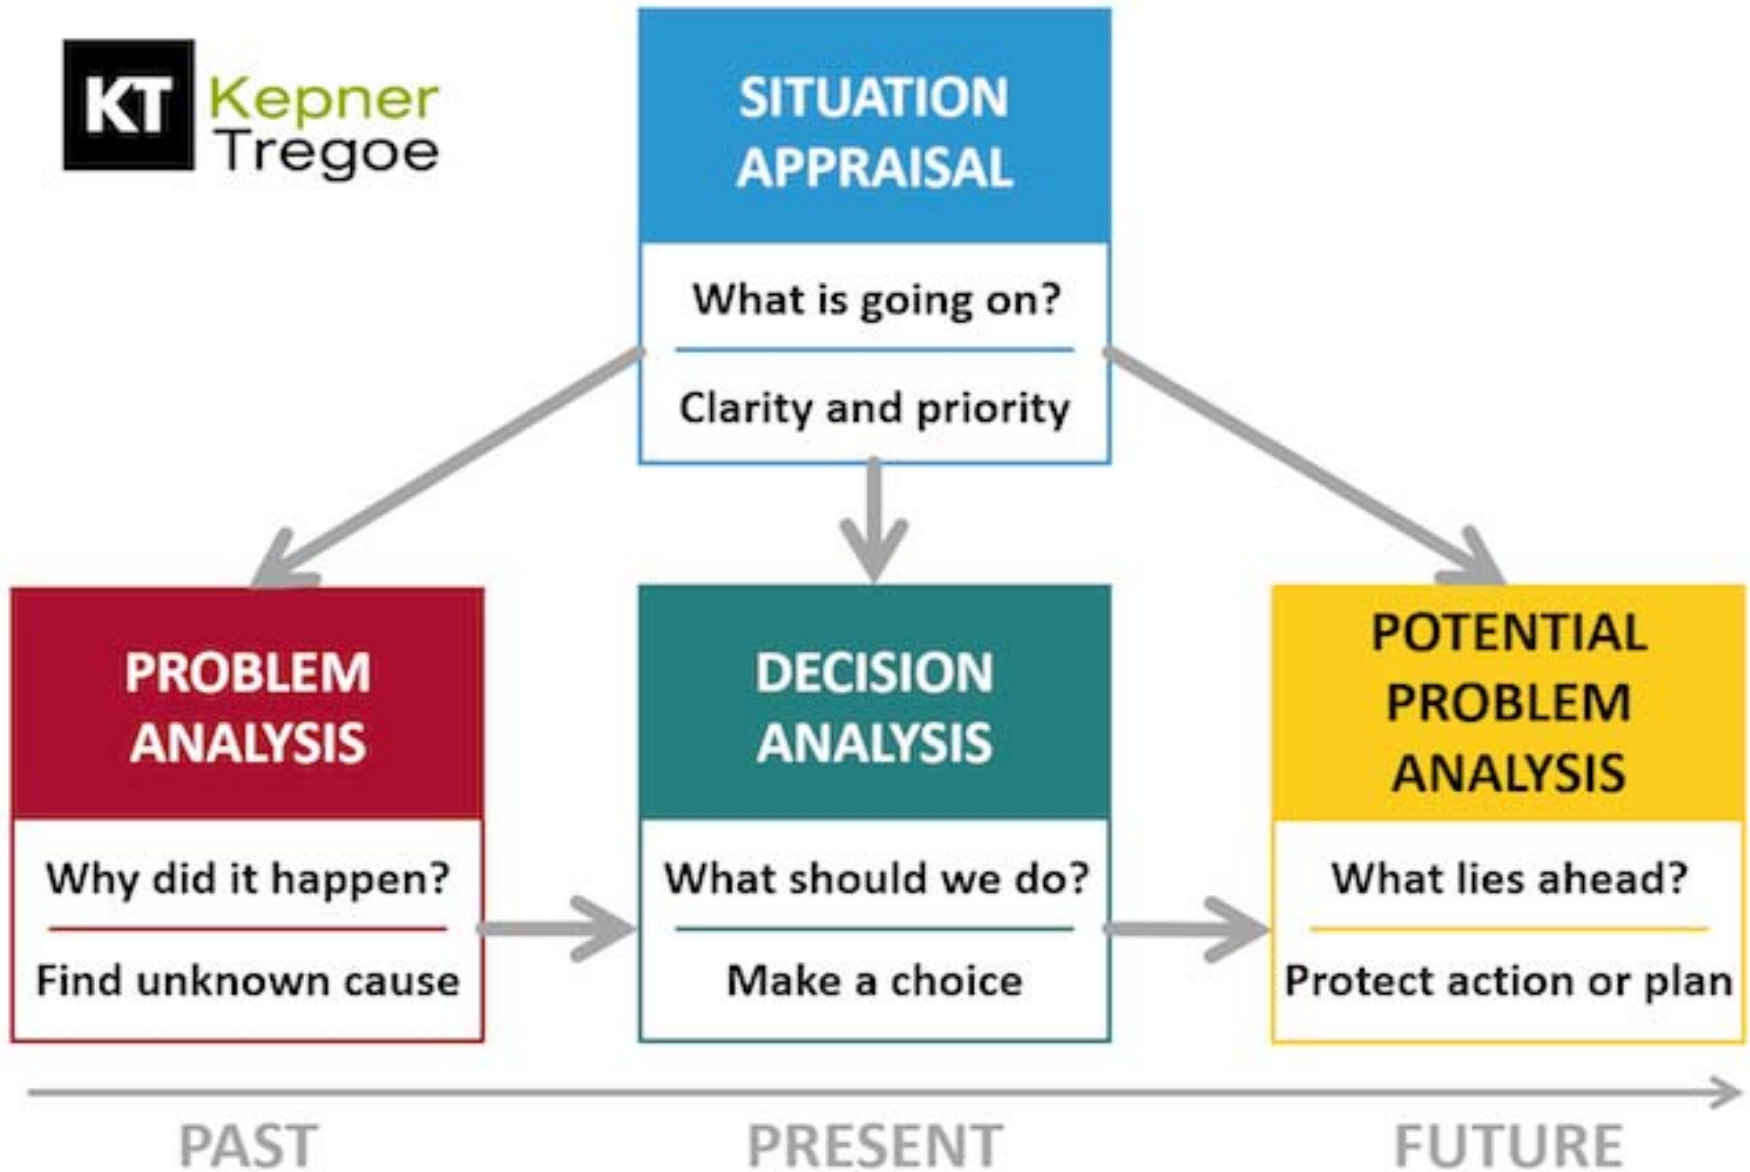 KT Kepner
Tregoe
SITUATION
APPRAISAL
What is going on?
Clarity and priority
PROBLEM
ANALYSIS
Why did it happen?
Find unknown cause
DECISION
ANALYSIS
What should we do?
Make a choice
POTENTIAL
PROBLEM
ANALYSIS
What lies ahead?
Protect action or plan
PAST
PRESENT
FUTURE